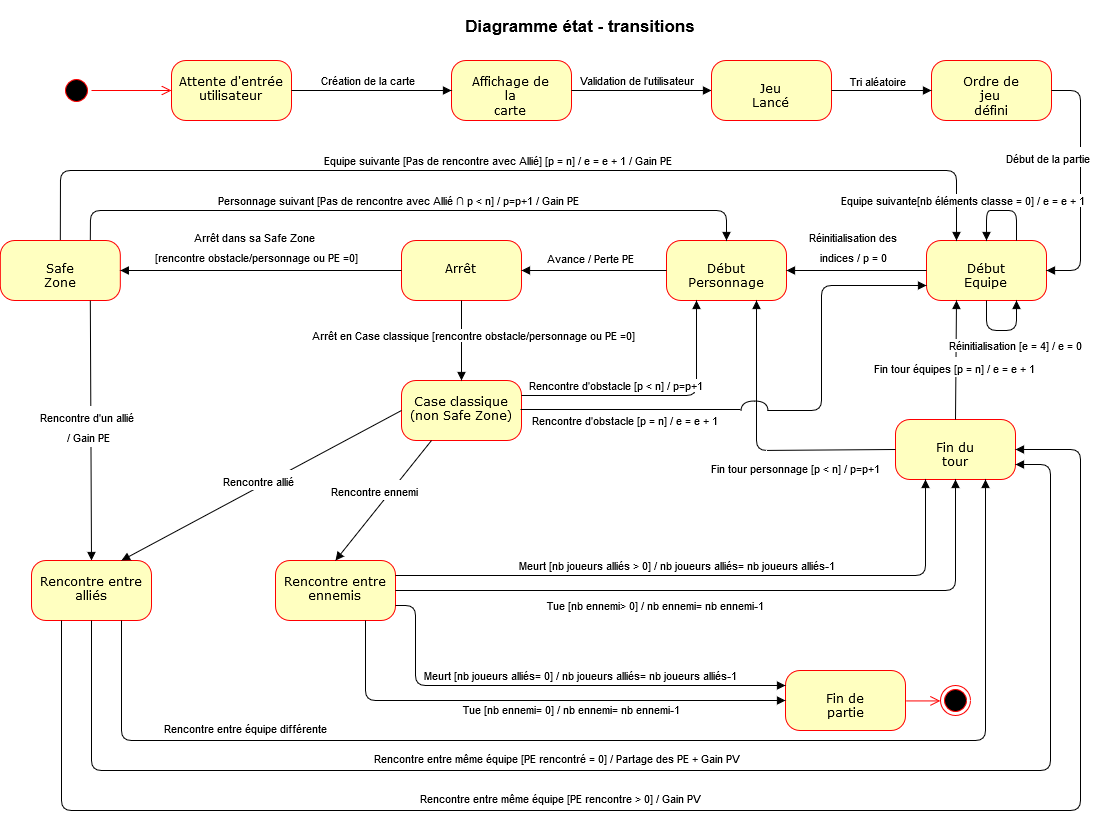 Diagramme état - transitions
Attente d'entrée
utilisateur
Création de la carte
Affichage de
la
carte
Validation de l'utilisateur
Jeu
Lancé
Tri aléatoire
Ordre de
jeu
défini
Début de la partie
Equipe suivante [Pas de rencontre avec Allié] [p = n] / e = e + 1 / Gain PE
Personnage suivant [Pas de rencontre avec Allié ∩ p < n] / p=p+1 / Gain PE
Equipe suivante[nb éléments classe = 0] / e = e + 1
Safe
Zone
Arrêt dans sa Safe Zone
[rencontre obstacle/personnage ou PE =0]
Arrêt
Avance / Perte PE
Début
Personnage
Réinitialisation des
indices / p = 0
Début
Equipe
Arrêt en Case classique [rencontre obstacle/personnage ou PE =0]
Réinitialisation [e = 4] / e = 0
Fin tour équipes [p = n] / e = e + 1
Case classique
(non Safe Zone)
Rencontre d'obstacle [p < n] / p=p+1
Rencontre d'obstacle [p = n] / e = e + 1
Rencontre d'un allié
/ Gain PE
Fin du
tour
Fin tour personnage [p < n] / p=p+1
Rencontre allié
Rencontre ennemi
Rencontre entre
alliés
Rencontre entre
ennemis
Meurt [nb joueurs alliés > 0] / nb joueurs alliés= nb joueurs alliés-1
Tue [nb ennemi> 0] / nb ennemi= nb ennemi-1
Meurt [nb joueurs alliés= 0] / nb joueurs alliés= nb joueurs alliés-1
Tue [nb ennemi= 0] / nb ennemi= nb ennemi-1
Fin de
partie
Rencontre entre équipe différente
Rencontre entre même équipe [PE rencontré = 0] / Partage des PE + Gain PV
Rencontre entre même équipe [PE rencontre > 0] / Gain PV